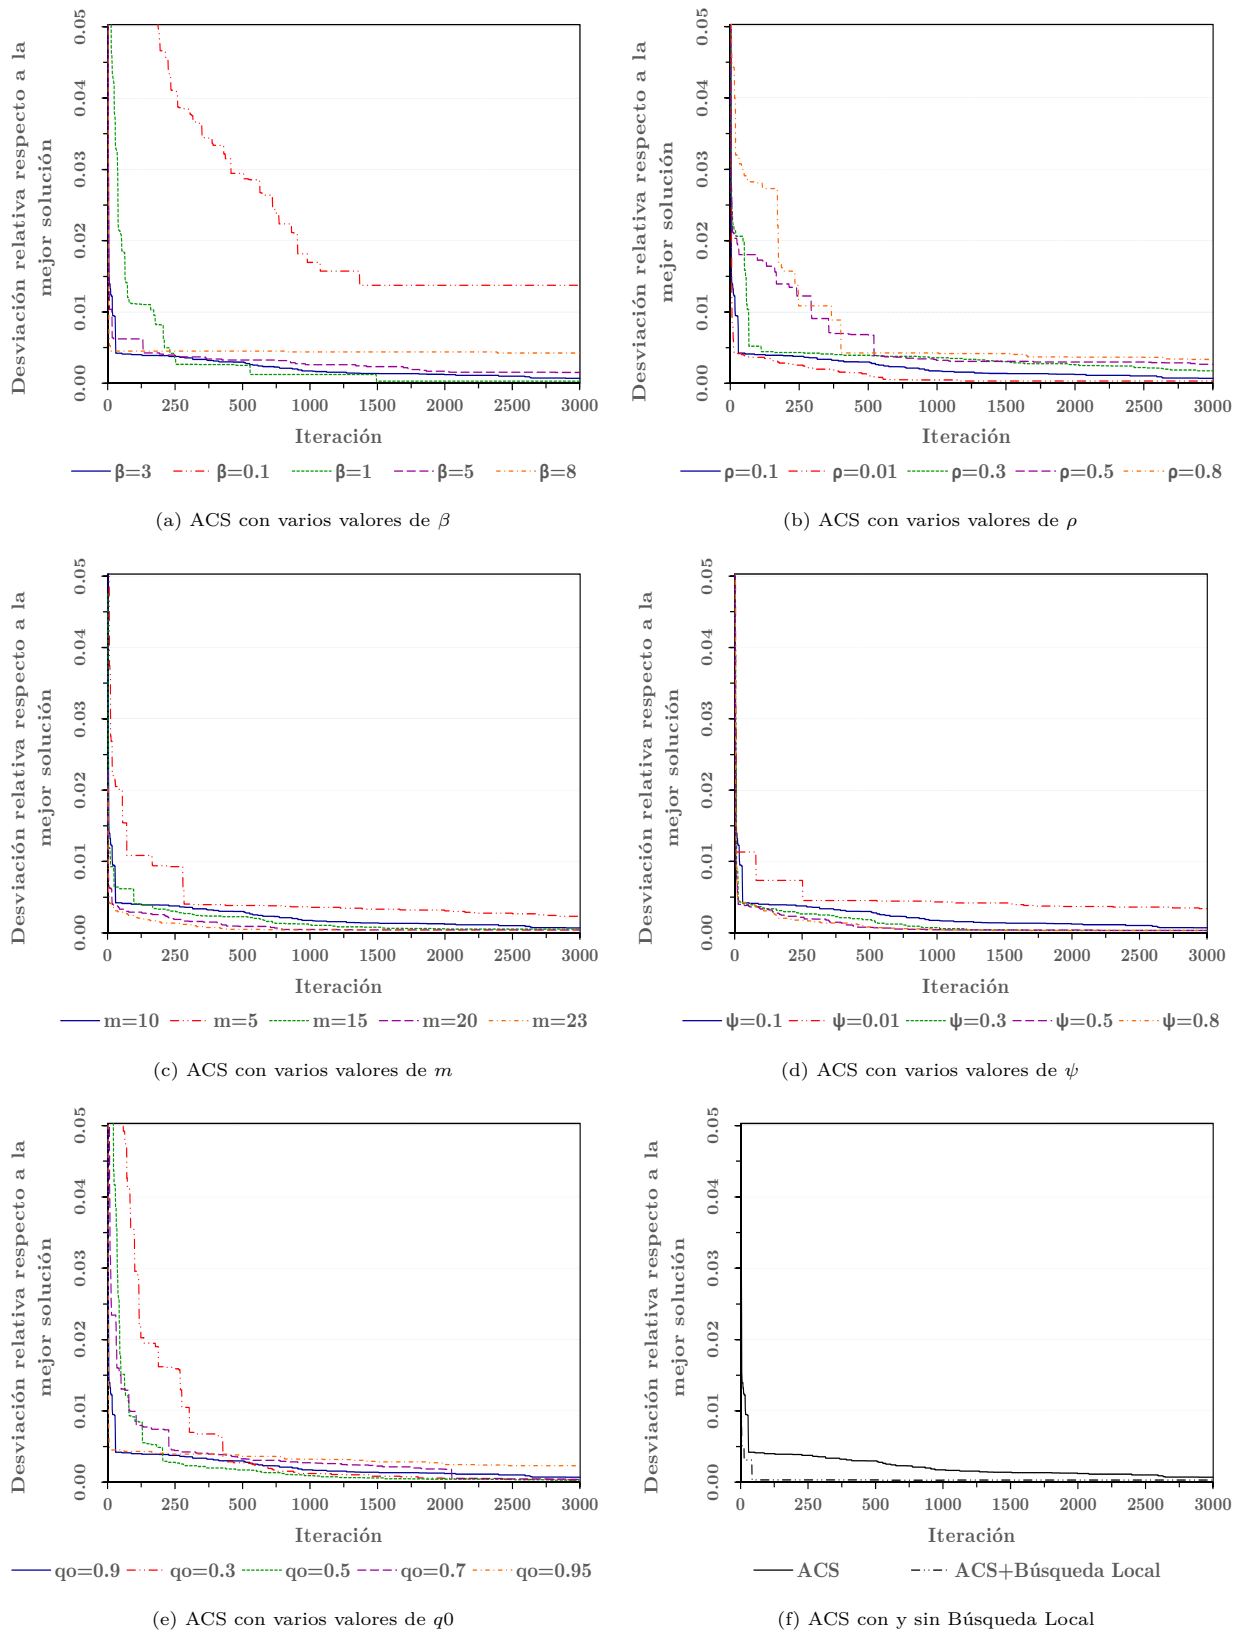 Desviación relativa respecto a la
mejor solución
0.00 0.01 0.02 0.03 0.04 0.05
0 250 500 1000 1500 2000 2500 3000
Iteración
β=3 β=0.1 β=1 β=5 β=8
(a) ACS con varios valores de β
Desviación relativa respecto a la
mejor solución
0.00 0.01 0.02 0.03 0.04 0.05
0 250 500 1000 1500 2000 2500 3000
Iteración
ρ=0.1 ρ=0.01 ρ=0.3 ρ=0.5 ρ=0.8
(b) ACS con varios valores de ρ
Desviación relativa respecto a la
mejor solución
0.00 0.01 0.02 0.03 0.04 0.05
0 250 500 1000 1500 2000 2500 3000
Iteración
m=10 m=5 m=15 m=20 m=23
(c) ACS con varios valores de m
Desviación relativa respecto a la
mejor solución
0.00 0.01 0.02 0.03 0.04 0.05
0 250 500 1000 1500 2000 2500 3000
Iteración
ψ=0.1 ψ=0.01 ψ=0.3 ψ=0.5 ψ=0.8
(d) ACS con varios valores de ψ
Desviación relativa respecto a la
mejor solución
0.00 0.01 0.02 0.03 0.04 0.05
0 250 500 1000 1500 2000 2500 3000
Iteración
qo=0.9 qo=0.3 qo=0.5 qo=0.7 qo=0.95
(e) ACS con varios valores de q0
Desviación relativa respecto a la
mejor solución
0.00 0.01 0.02 0.03 0.04 0.05
0 250 500 1000 1500 2000 2500 3000
Iteración
ACS ACS+Búsqueda Local
(f) ACS con y sin Búsqueda Local